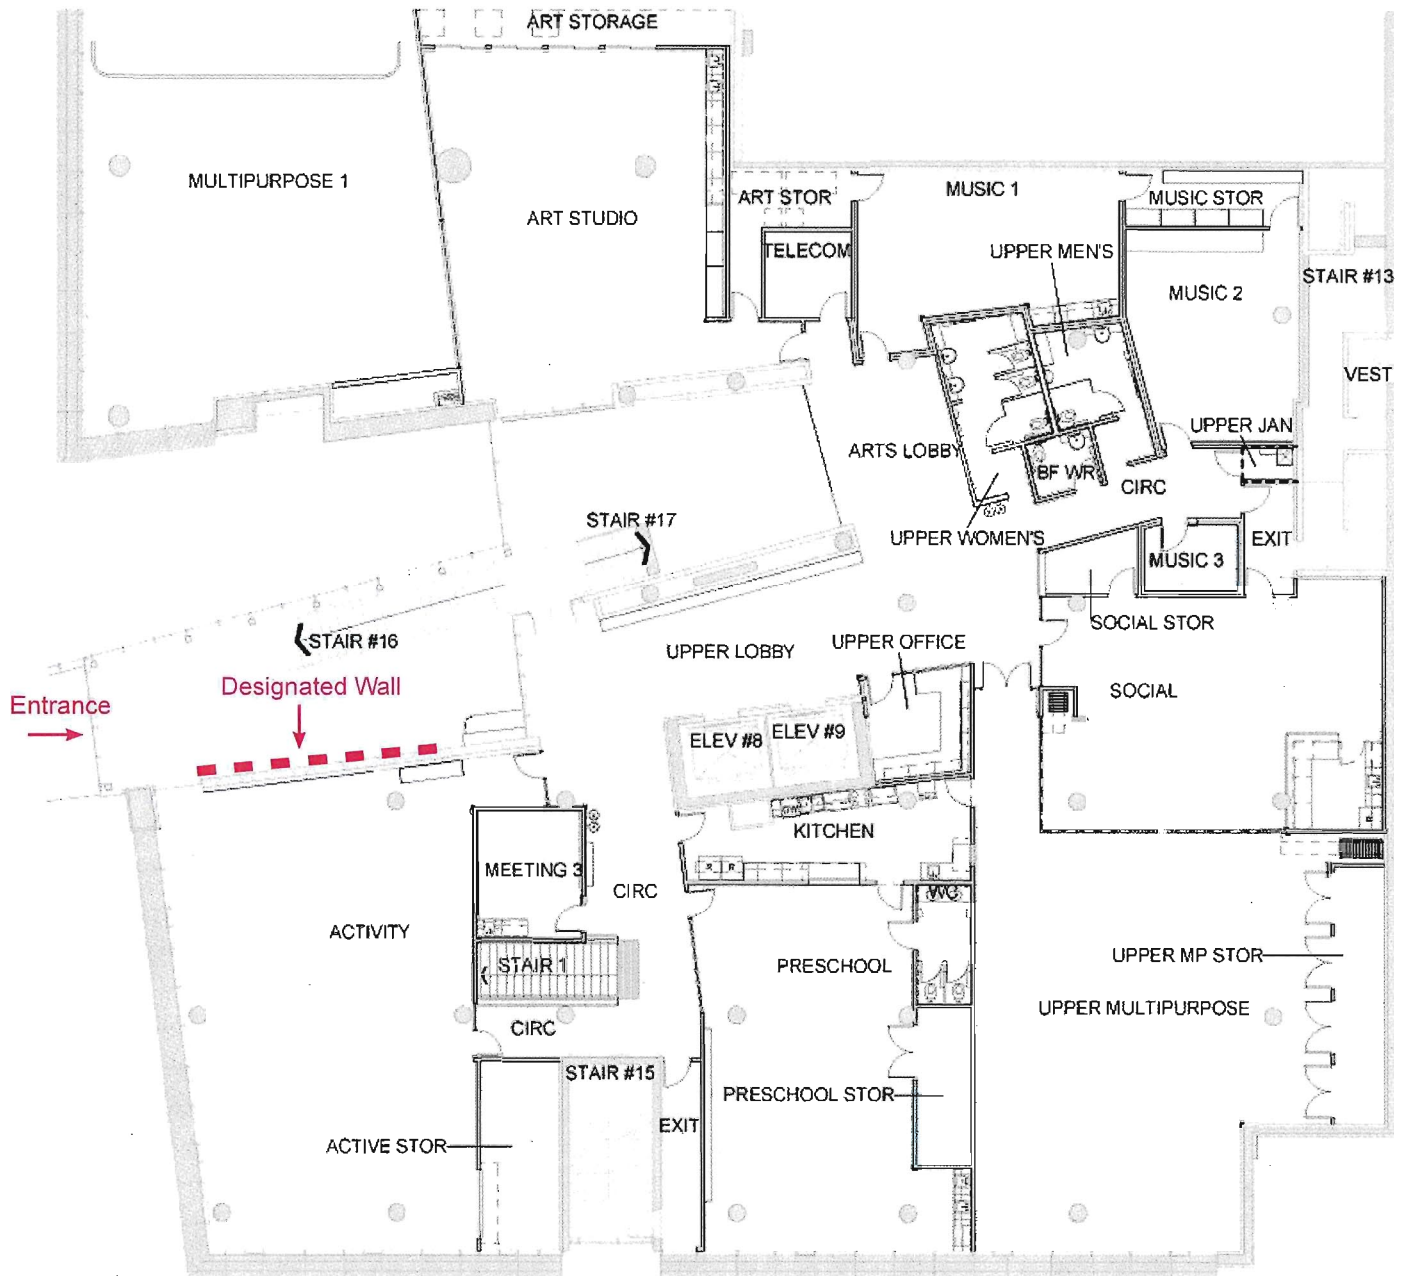 ART STORAGE
MULTIPURPOSE 1
ART STUDIO
ART STOR
TELECOM
MUSIC 1
MUSIC STOR
UPPER MEN'S
MUSIC 2
STAIR #13
VEST
UPPER JAN
ARTS LOBBY
BF WR
CIRC
STAIR #17
UPPER WOMEN'S
EXIT
MUSIC 3
SOCIAL STOR
STAIR #16
UPPER LOBBY
UPPER OFFICE
Designated Wall
Entrance
SOCIAL
ELEV #8
ELEV #9
KITCHEN
MEETING 3
R
R
WC
CIRC
R
ACTIVITY
STAIR 1
PRESCHOOL
UPPER MP STOR
UPPER MULTIPURPOSE
CIRC
STAIR #15
PRESCHOOL STOR
EXIT
ACTIVE STOR